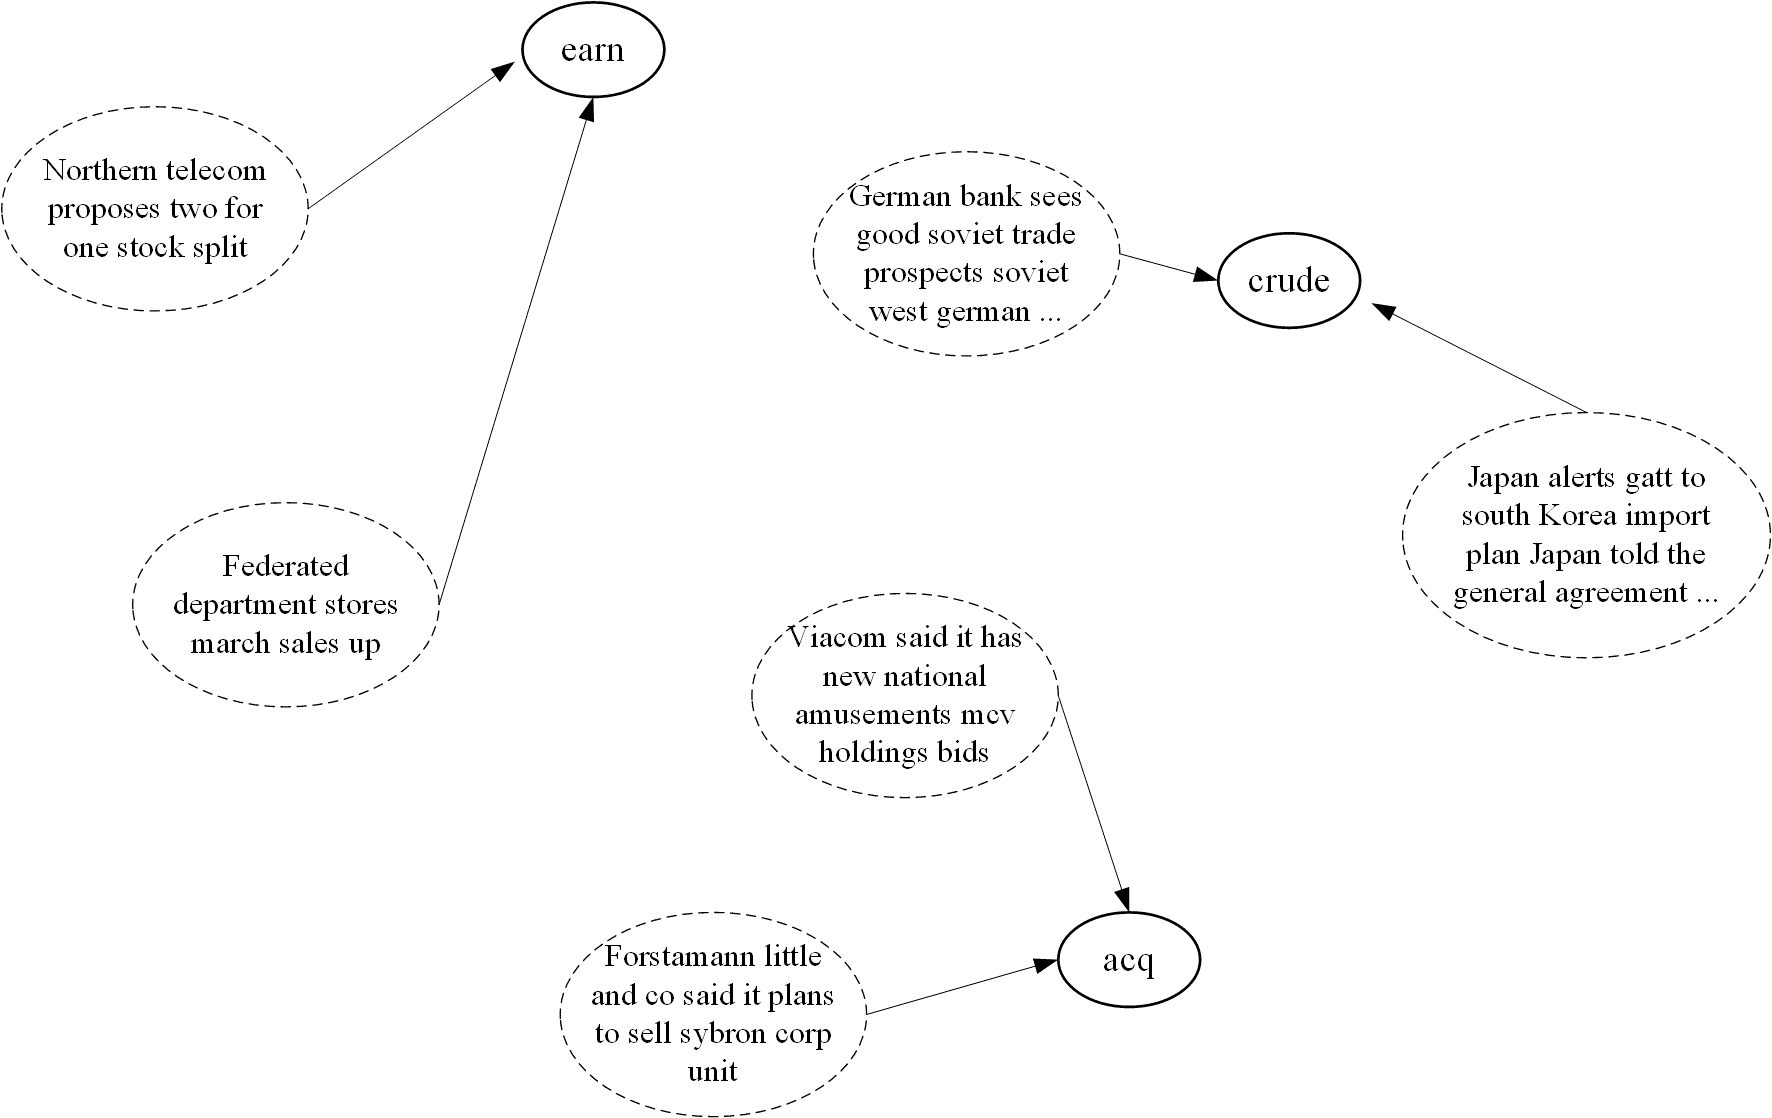 earn
Northern telecom
proposes two for
one stock split
German bank sees
good soviet trade
prospects soviet
west german ...
crude
Japan alerts gatt to
south Korea import
plan Japan told the
general agreement ...
Federated
department stores
march sales up
Viacom said it has
new national
amusements mcv
holdings bids
acq
Forstamann little
and co said it plans
to sell sybron corp
unit